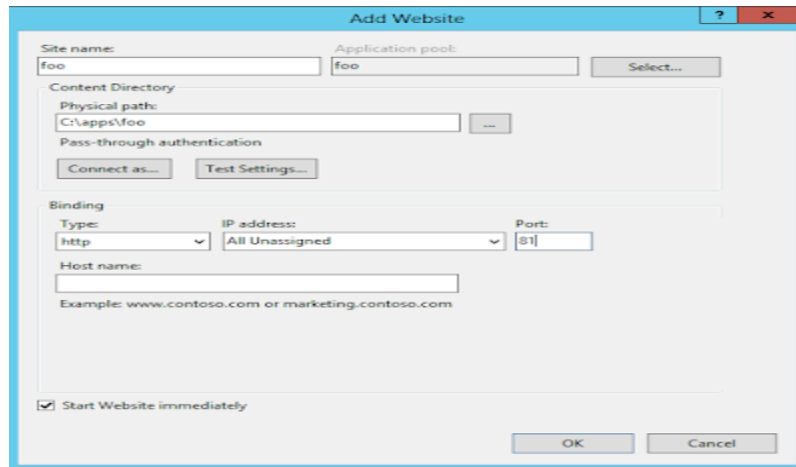 Add Website
?
x
Site name:
Application pool:
foo
foo
Select...
Content Directory
Physical path:
C:\apps\foo
...
Pass-through authentication
Connect as...
Test Settings...
Binding
Type:
IP address:
Port:
http
All Unassigned
81
Host name:
Example: www.contoso.com or marketing.contoso.com
Start Website immediately
OK
Cancel